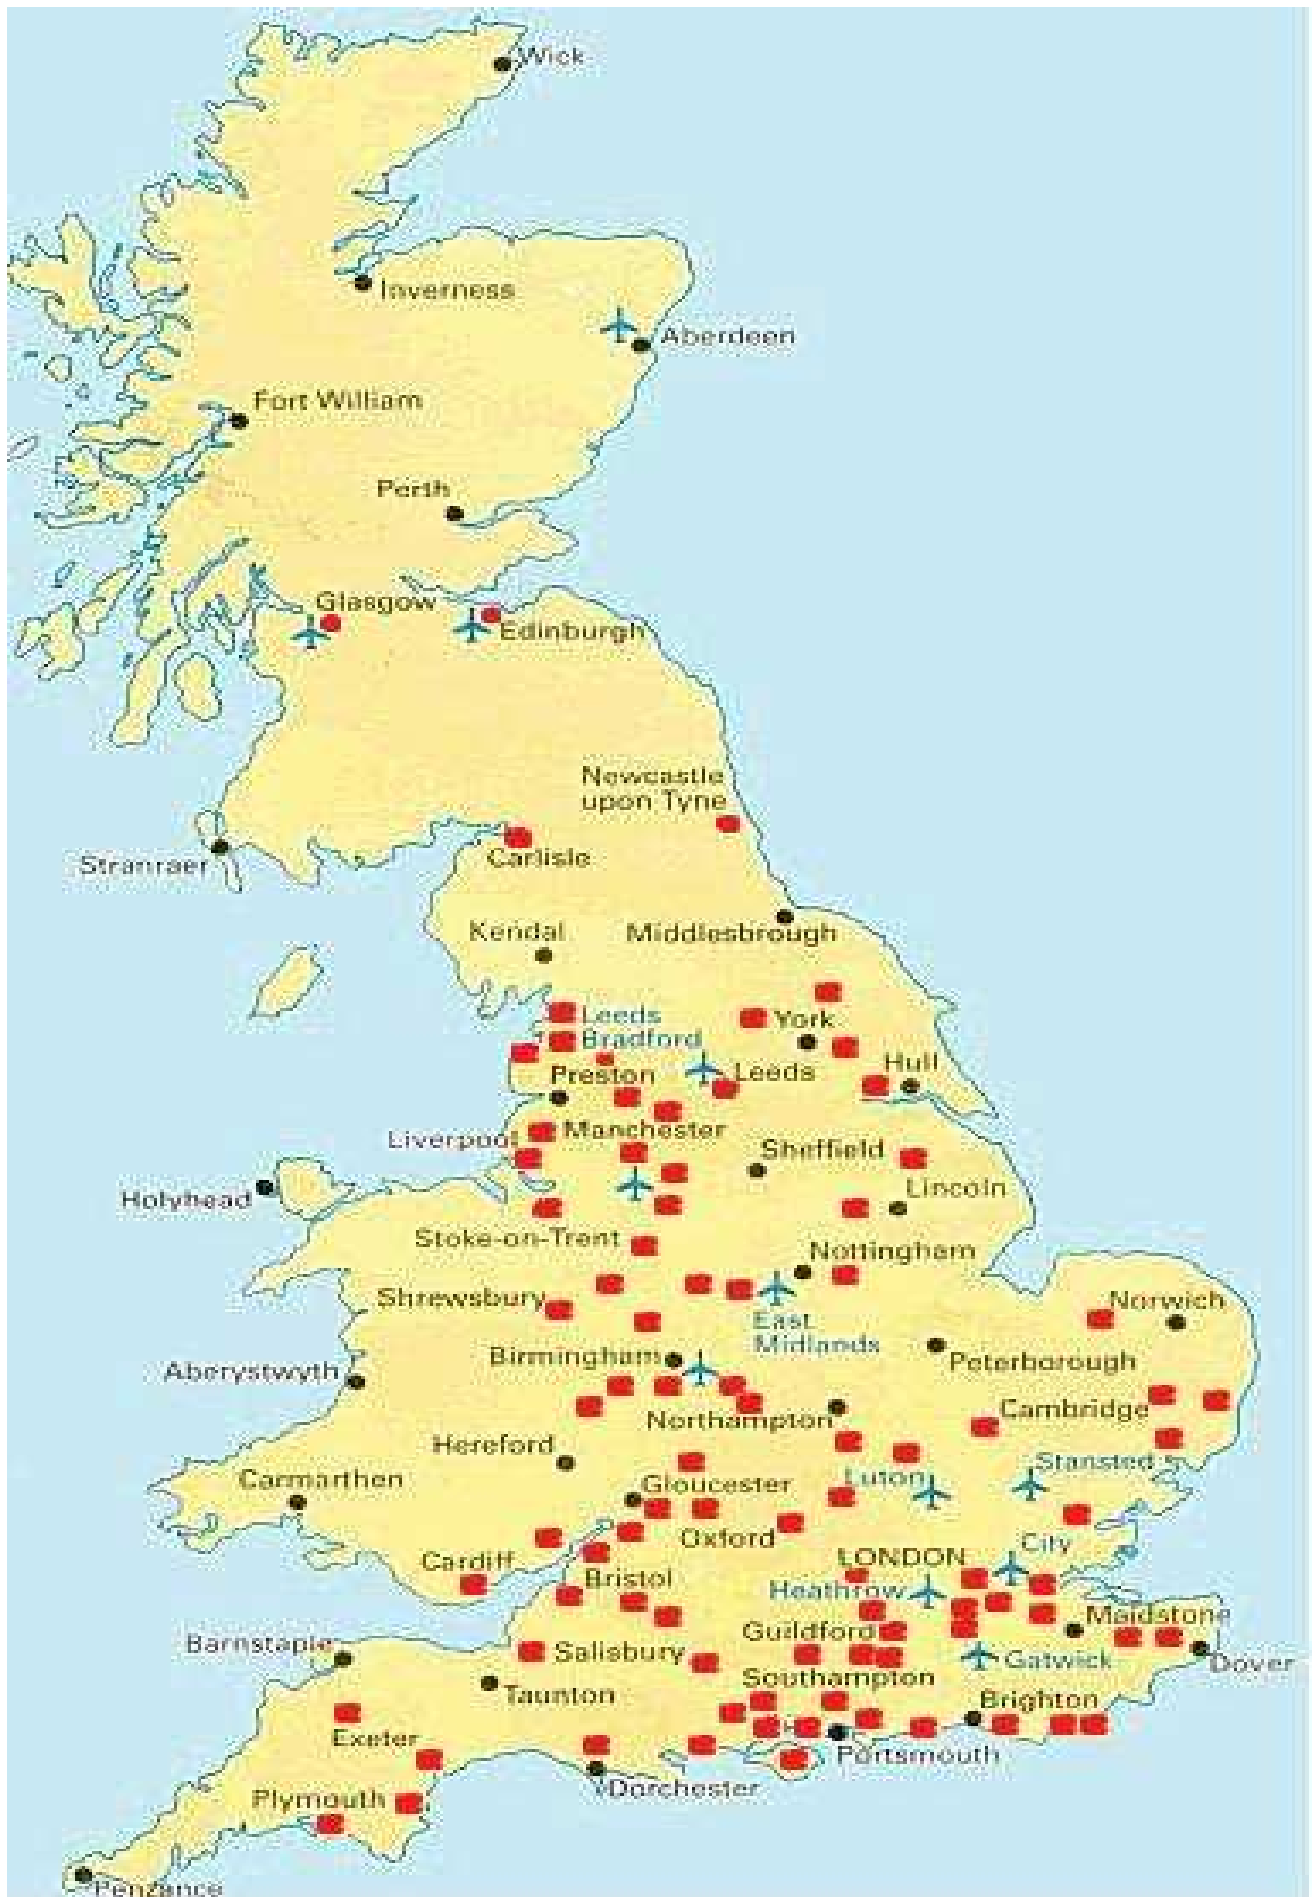 Wick
Inverness
Aberdeen
Fort William
Perth
Glasgow
Edinburgh
Newcastle
upon Tyne
Carlisle
Stranraer
Kendal
Middlesbrough
Leeds
Bradford
York
Hull
Preston
Leeds
Manchester
Liverpool
Sheffield
Holyhead
Lincoln
Stoke-on-Trent
Nottingham
Shrewsbury
Norwich
East
Midlands
Birmingham
Peterborough
Aberystwyth
Cambridge
Northampton
Hereford
Stansted
Carmarthen
Gloucester
Luton
Oxford
City
LONDON
Cardiff
Bristol
Heathrow
Maidstone
Guildford
Barnstaple
Salisbury
Gatwick
Dover
Southampton
Taunton
Brighton
Exeter
Portsmouth
Dorchester
Plymouth
Penzance